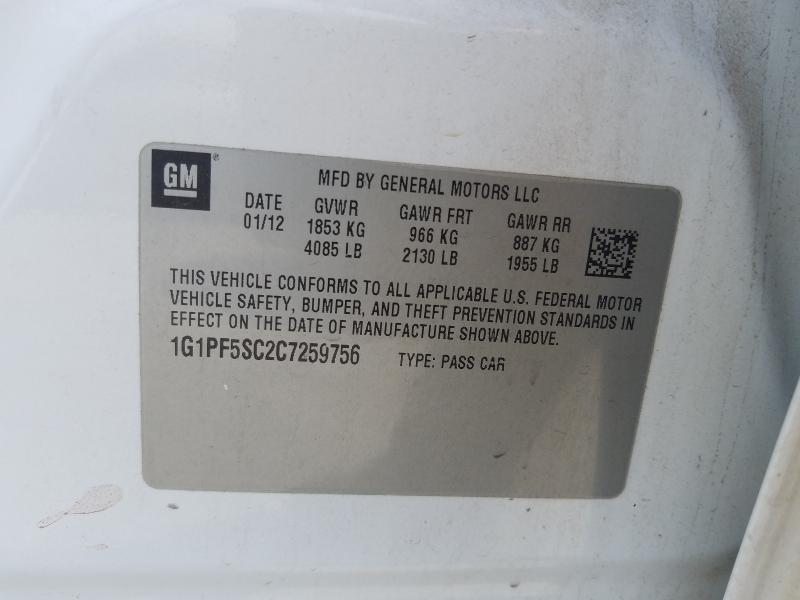 GM®
MFD BY GENERAL MOTORS LLC
DATE GVWR GAWR FRT GAWR RR
01/12 1853 KG 966 KG 887 KG
4085 LB 2130 LB 1955 LB
THIS VEHICLE CONFORMS TO ALL APPLICABLE U.S. FEDERAL MOTOR
VEHICLE SAFETY, BUMPER, AND THEFT PREVENTION STANDARDS IN
EFFECT ON THE DATE OF MANUFACTURE SHOWN ABOVE.
1G1PF5SC2C7259756 TYPE: PASS CAR